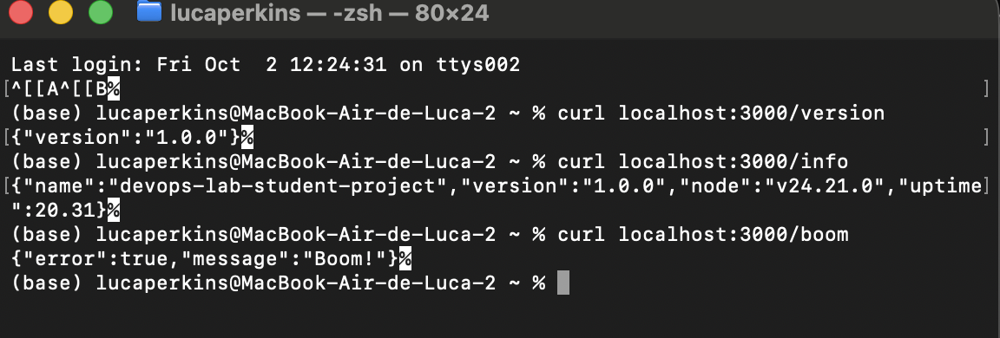 lucaperkins — -zsh — 80×24
Last login: Fri Oct  2 12:24:31 on ttys002
[^[[A^[[B% ]
(base) lucaperkins@MacBook-Air-de-Luca-2 ~ % curl localhost:3000/version
[{"version":"1.0.0"}% ]
(base) lucaperkins@MacBook-Air-de-Luca-2 ~ % curl localhost:3000/info
[{"name":"devops-lab-student-project","version":"1.0.0","node":"v24.21.0","uptime]
":20.31}%
(base) lucaperkins@MacBook-Air-de-Luca-2 ~ % curl localhost:3000/boom
{"error":true,"message":"Boom!"}%
(base) lucaperkins@MacBook-Air-de-Luca-2 ~ %